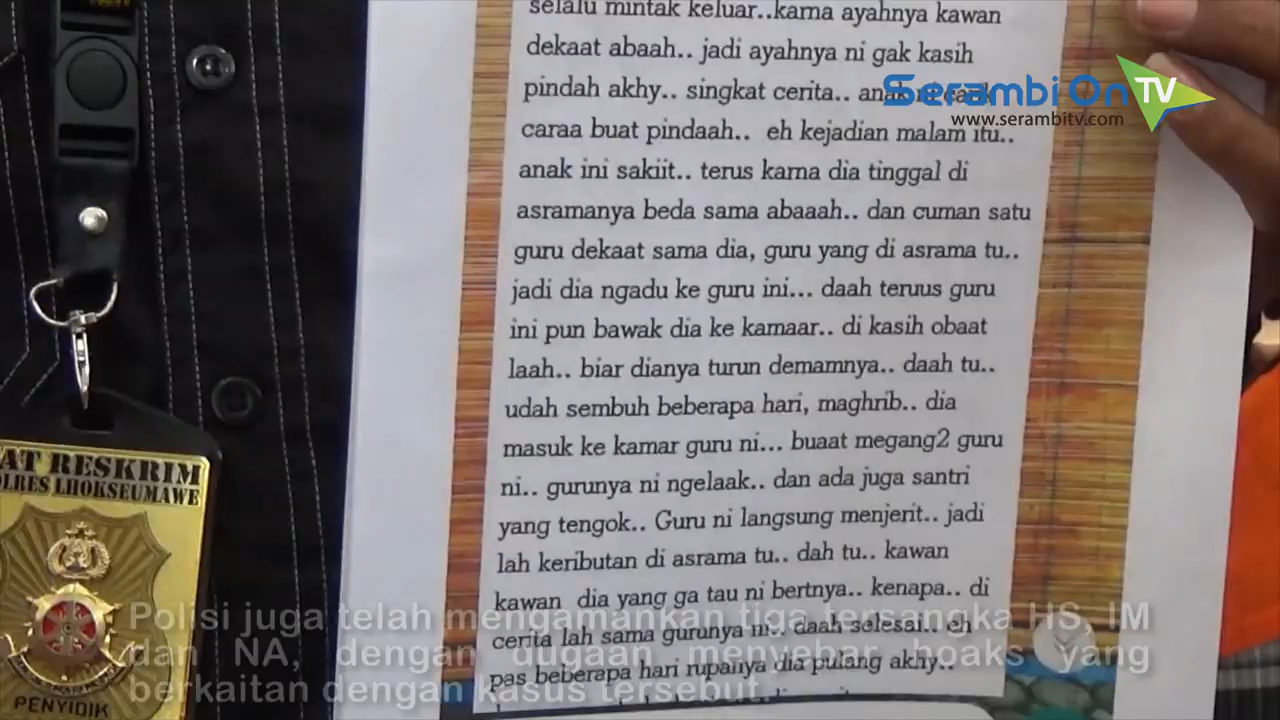 selalu mintak keluar..karna ayahnya kawan
dekaat abaah.. jadi ayahnya ni gak kasih
pindah akhy.. singkat cerita..
caraa buat pindaah.. eh kejadian malam itu..
anak ini sakiit.. terus karna dia tinggal di
asramanya beda sama abaaah.. dan cuman satu
guru dekaat sama dia, guru yang di asrama tu..
jadi dia ngadu ke guru ini... daah teruus guru
ini pun bawak dia ke kamaar.. di kasih obaat
laah.. biar dianya turun demamnya.. daah tu..
udah sembuh beberapa hari, maghrib.. dia
masuk ke kamar guru ni... buaat megang2 guru
ni.. gurunya ni ngelaak.. dan ada juga santri
yang tengok.. Guru ni langsung menjerit.. jadi
lah keributan di asrama tu.. dah tu.. kawan
kawan dia yang ga tau ni bertnya.. kenapa.. di
cerita lah sama gurunya ni.. daah selesai.. eh
pas beberapa hari rupanya dia pulang akhy..
Serambi On TV
www.serambitv.com
AT RESKRIM
LRES LHOKSEUMAWE
PENYIDIK
Polisi juga telah mengamankan tiga tersangka HS, IM
dan NA, dengan dugaan menyebar hoaks yang
berkaitan dengan kasus tersebut.